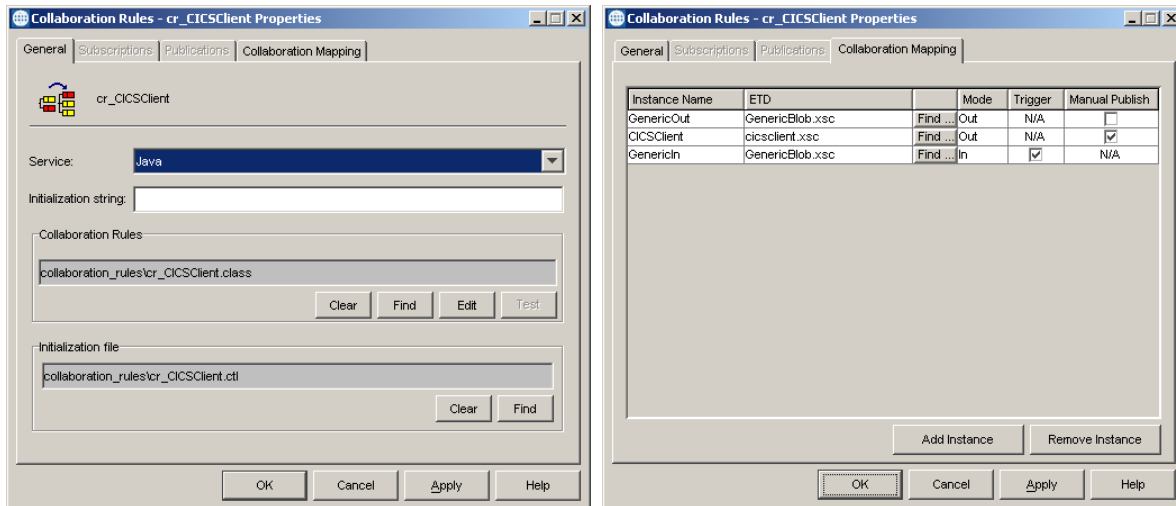 Collaboration Rules - cr_CICSClient Properties
General Subscriptions Publications Collaboration Mapping
cr_CICSClient
Service: Java
Initialization string:
Collaboration Rules
collaboration_rules\cr_CICSClient.class
Clear Find Edit Test
Initialization file
collaboration_rules\cr_CICSClient.ctl
Clear Find
OK Cancel Apply Help
Collaboration Rules - cr_CICSClient Properties
General Subscriptions Publications Collaboration Mapping
Instance Name ETD Mode Trigger Manual Publish
GenericOut GenericBlob.xsc Find ... Out N/A
CICSClient cicsclient.xsc Find ... Out N/A
GenericIn GenericBlob.xsc Find ... In N/A
Add Instance Remove Instance
OK Cancel Apply Help